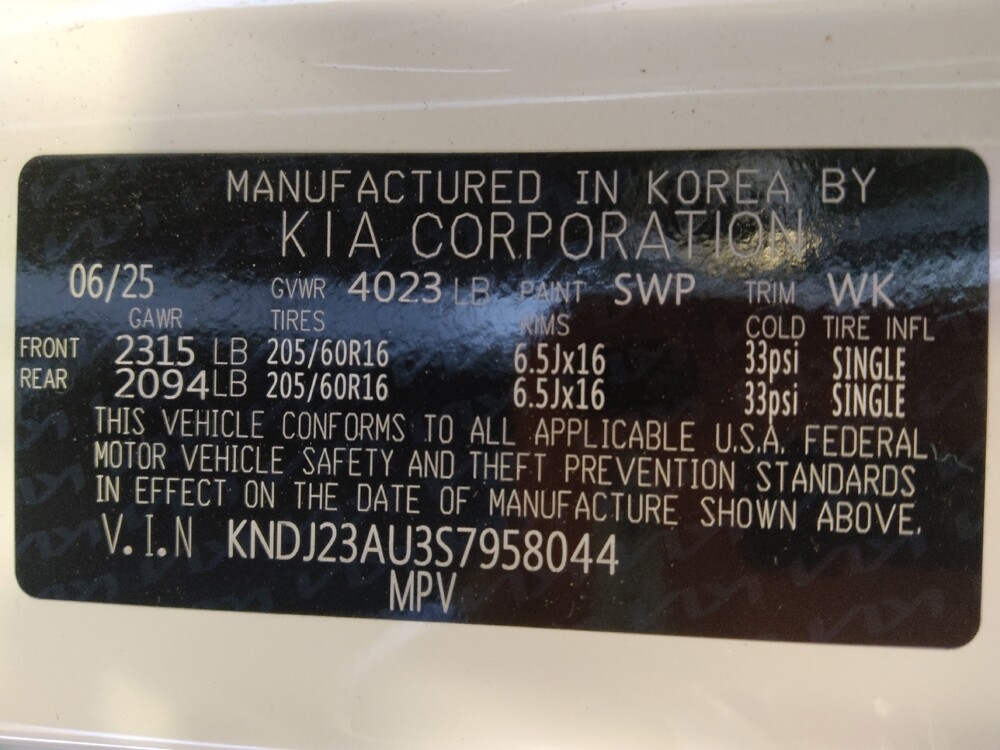 MANUFACTURED IN KOREA BY
KIA CORPORATION
06/25 GVWR 4023 LB PAINT SWP TRIM WK
GAWR TIRES RIMS COLD TIRE INFL
FRONT 2315 LB 205/60R16 6.5Jx16 33psi SINGLE
REAR 2094 LB 205/60R16 6.5Jx16 33psi SINGLE
THIS VEHICLE CONFORMS TO ALL APPLICABLE U.S.A. FEDERAL
MOTOR VEHICLE SAFETY AND THEFT PREVENTION STANDARDS
IN EFFECT ON THE DATE OF MANUFACTURE SHOWN ABOVE.
V.I.N KNDJ23AU3S7958044
MPV